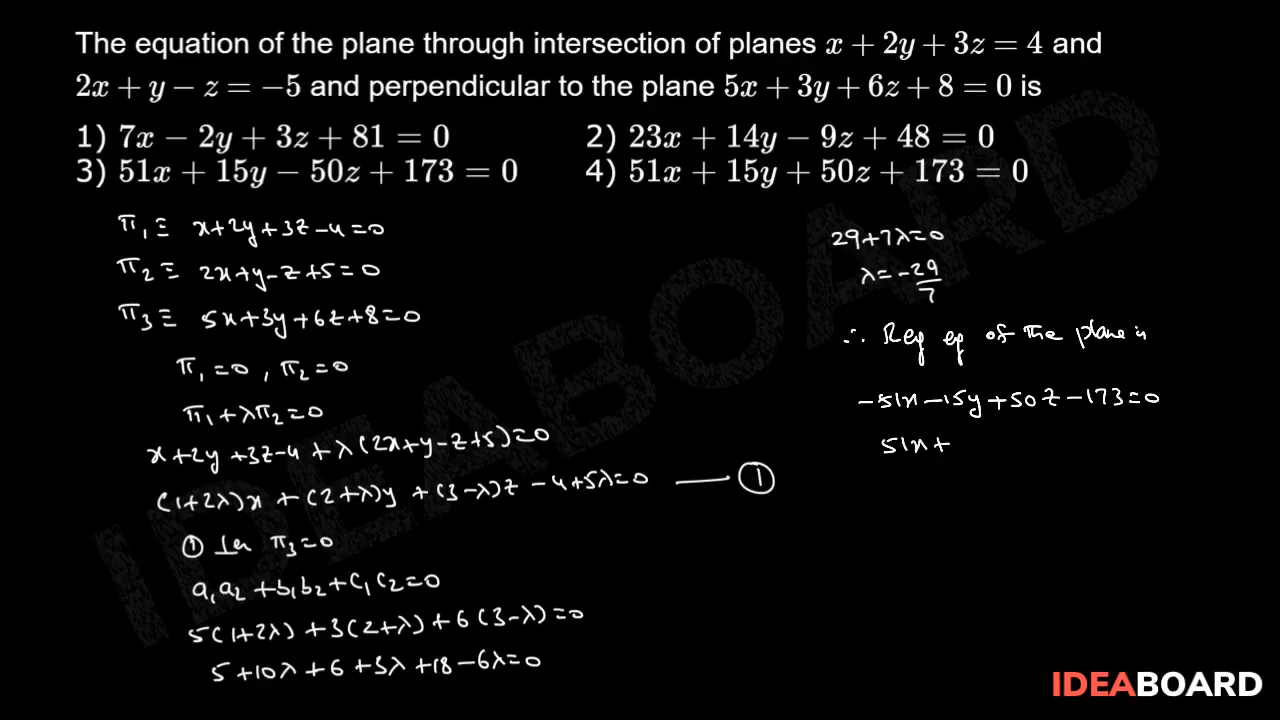 The equation of the plane through intersection of planes x + 2y + 3z = 4 and
2x + y − z = −5 and perpendicular to the plane 5x + 3y + 6z + 8 = 0 is
1) 7x − 2y + 3z + 81 = 0 2) 23x + 14y − 9z + 48 = 0
3) 51x + 15y − 50z + 173 = 0 4) 51x + 15y + 50z + 173 = 0
π₁ ≡ x+2y+3z-4=0
π₂ ≡ 2x+y-z+5=0
π₃ ≡ 5x+3y+6z+8=0
π₁=0, π₂=0
π₁+λπ₂=0
x+2y+3z-4+λ(2x+y-z+5)=0
(1+2λ)x+(2+λ)y+(3-λ)z-4+5λ=0 —— ①
① ⊥er π₃=0
a₁a₂+b₁b₂+c₁c₂=0
5(1+2λ)+3(2+λ)+6(3-λ)=0
5+10λ+6+3λ+18-6λ=0
29+7λ=0
λ=-29/7
∴ Req eq of the plane is
-51x-15y+50z-173=0
51x+
IDEABOARD
IDEABOARD